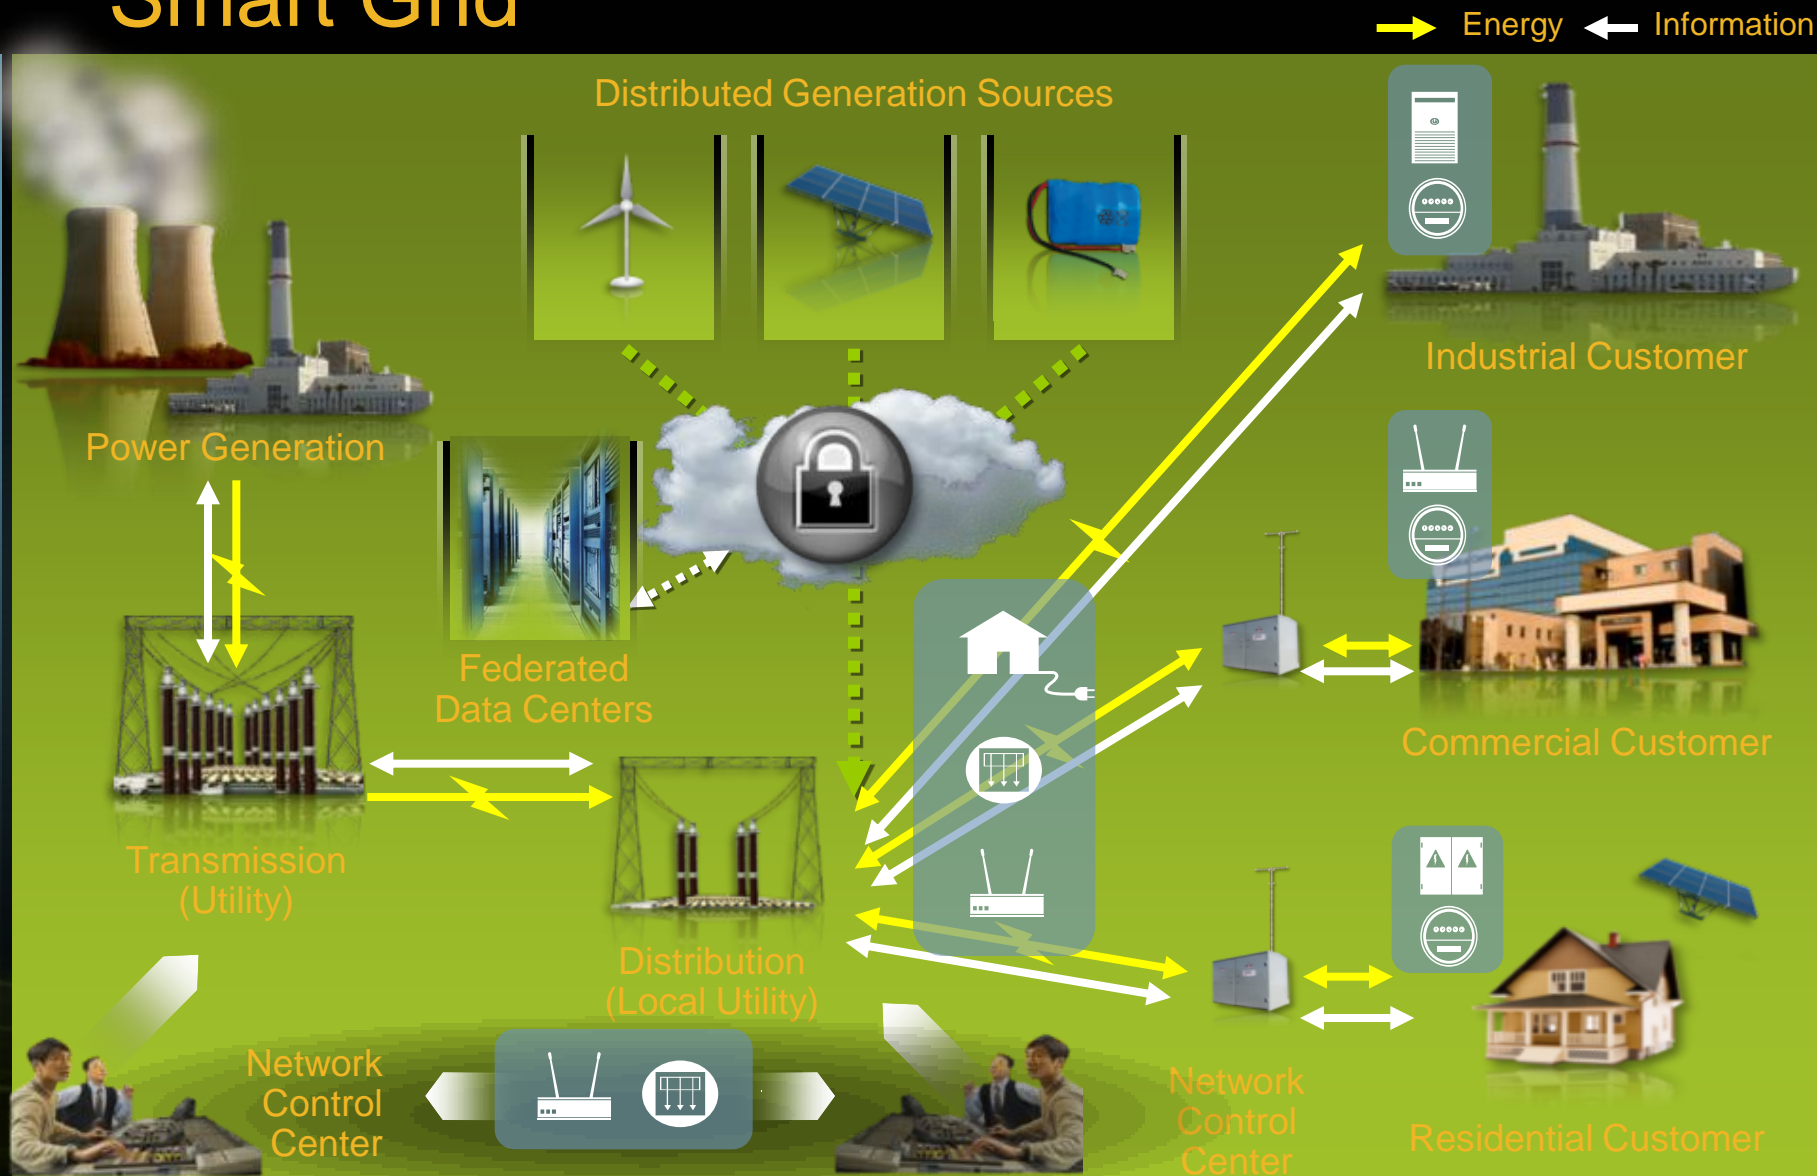 Smart Grid
Energy
Information
Distributed Generation Sources
Industrial Customer
Power Generation
Federated
Data Centers
Commercial Customer
Transmission
(Utility)
Distribution
(Local Utility)
Network
Control
Center
Network
Control
Center
Residential Customer